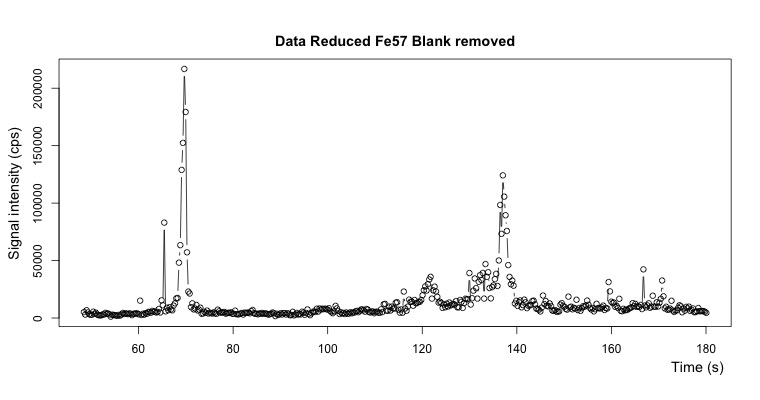 Data Reduced Fe57 Blank removed
Signal intensity (cps)
200000
150000
100000
50000
0
60 80 100 120 140 160 180
Time (s)